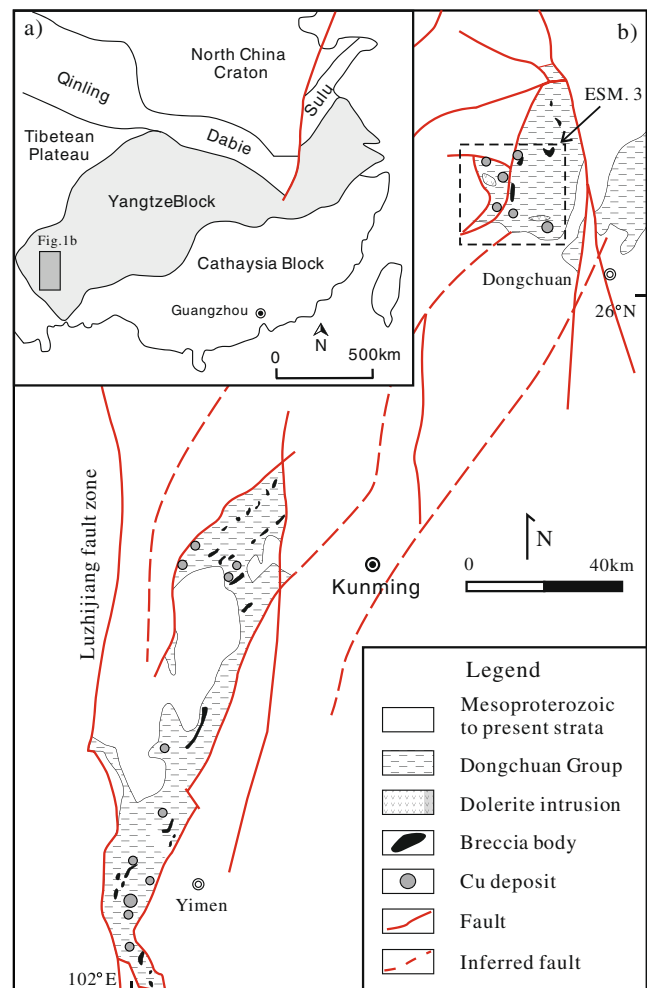 a)
North China
Craton
Qinling
Sulu
Dabie
Tibetean
Plateau
YangtzeBlock
Fig.1b
Cathaysia Block
Guangzhou
N
0 500km
b)
ESM. 3
Dongchuan
26°N
Luzhijiang fault zone
N
0 40km
Kunming
Yimen
102°E
Legend
Mesoproterozoic
to present strata
Dongchuan Group
Dolerite intrusion
Breccia body
Cu deposit
Fault
Inferred fault